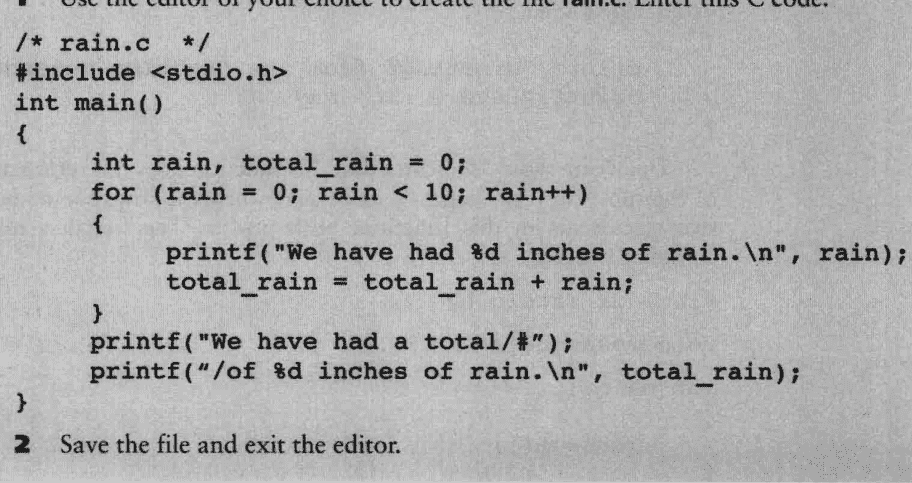 1 Use the editor of your choice to create the file rain.c. Enter this C code:
/* rain.c  */
#include <stdio.h>
int main()
{
    int rain, total_rain = 0;
    for (rain = 0; rain < 10; rain++)
    {
        printf("We have had %d inches of rain.\n", rain);
        total_rain = total_rain + rain;
    }
    printf("We have had a total/#");
    printf("/of %d inches of rain.\n", total_rain);
}
2 Save the file and exit the editor.